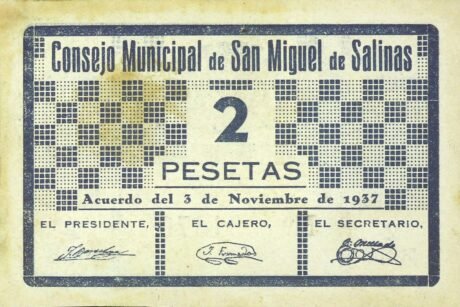 Consejo Municipal de San Miguel de Salinas
2
PESETAS
Acuerdo del 3 de Noviembre de 1937
EL PRESIDENTE, EL CAJERO, EL SECRETARIO,